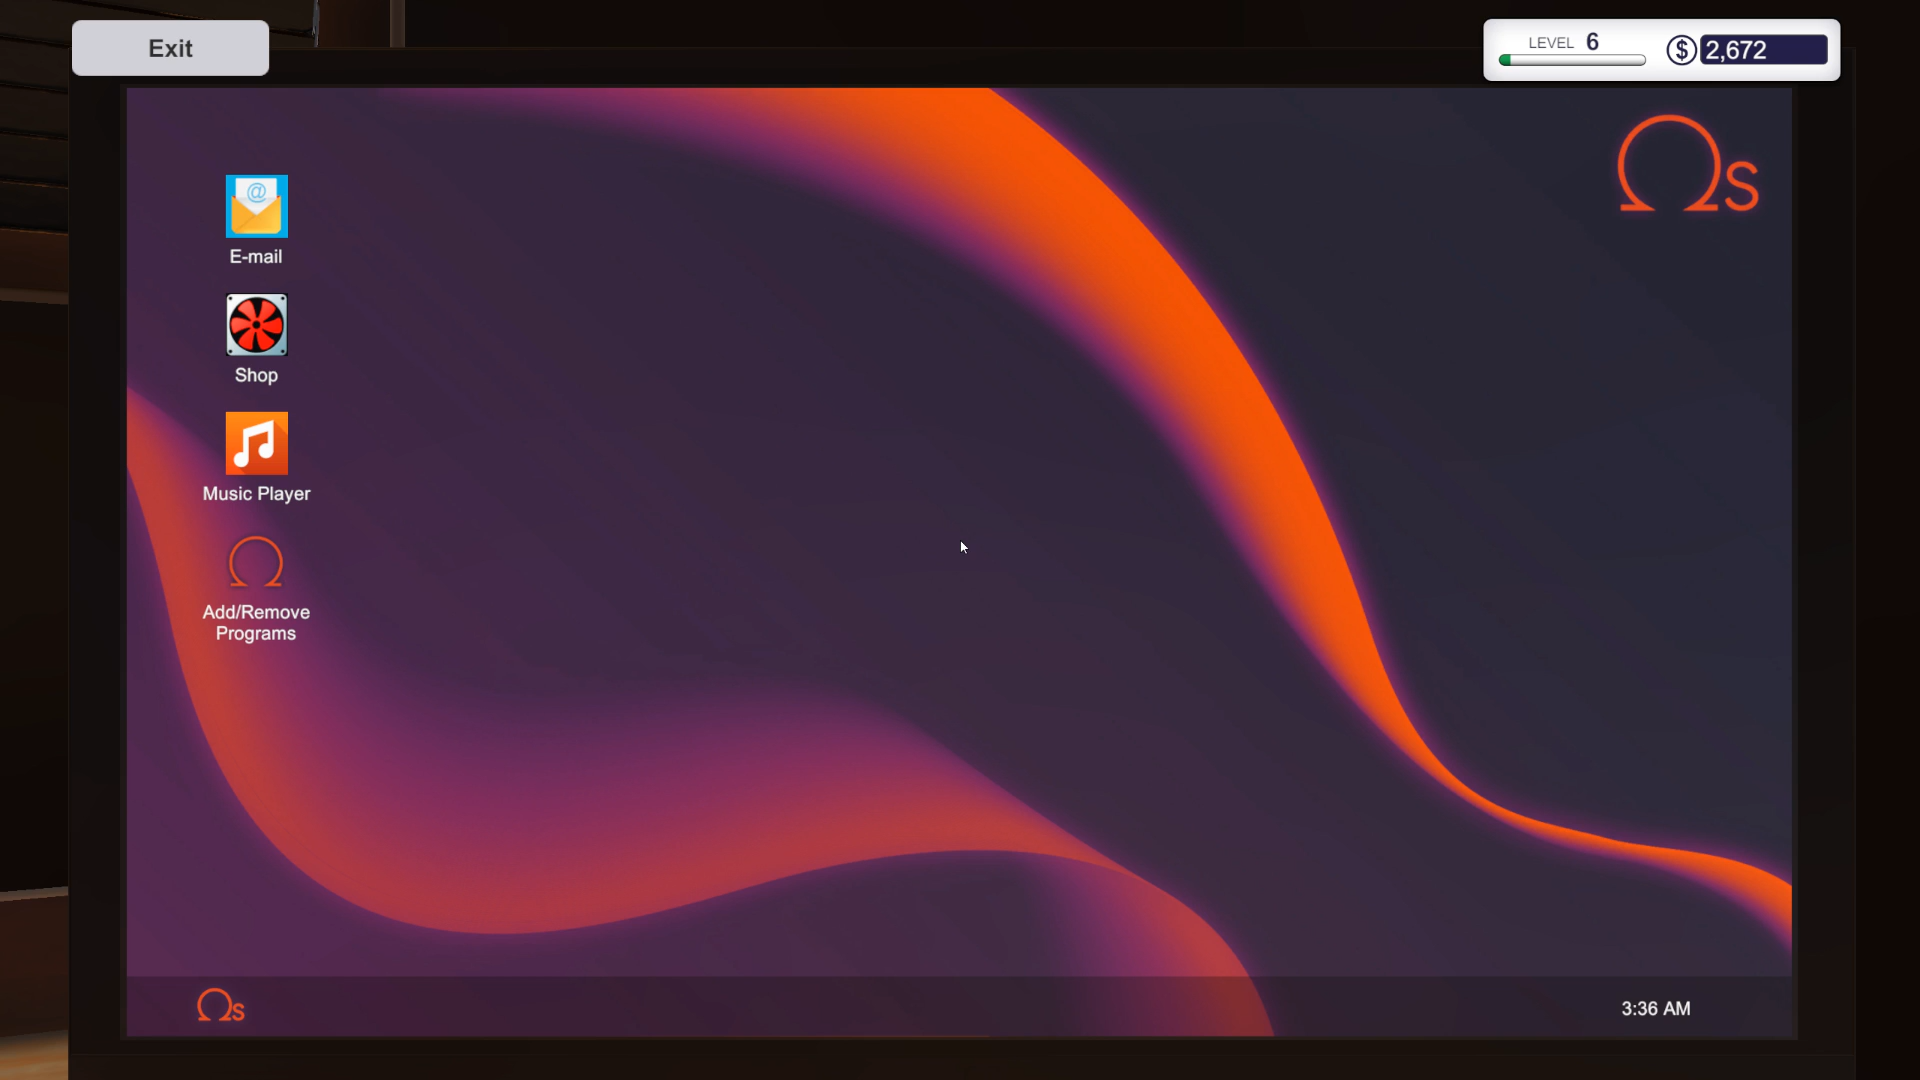 Exit
LEVEL 6
$ 2,672
Ωs
@
E-mail
Shop
Music Player
Ω
Add/Remove
Programs
Ωs
3:36 AM